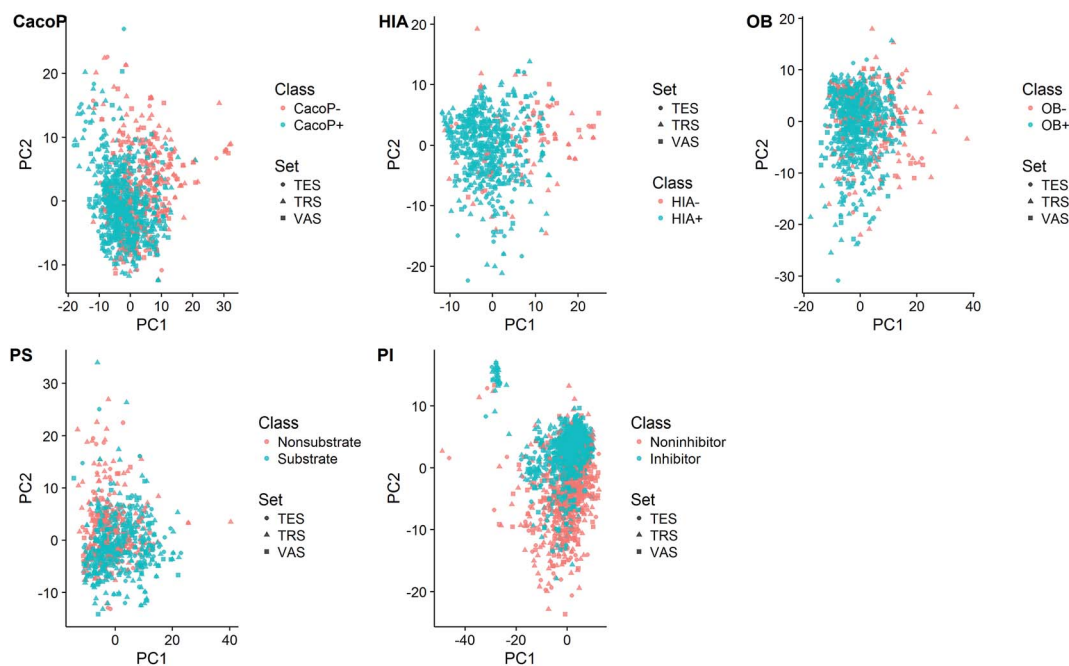 CacoP
20
10
0
-10
PC2
-20 -10 0 10 20 30
PC1
Class
CacoP-
CacoP+
Set
TES
TRS
VAS
HIA
20
10
0
-10
-20
PC2
-10 0 10 20
PC1
Set
TES
TRS
VAS
Class
HIA-
HIA+
OB
20
10
0
-10
-20
-30
PC2
-20 0 20 40
PC1
Class
OB-
OB+
Set
TES
TRS
VAS
PS
30
20
10
0
-10
PC2
0 20 40
PC1
Class
Nonsubstrate
Substrate
Set
TES
TRS
VAS
PI
10
0
-10
-20
PC2
-40 -20 0
PC1
Class
Noninhibitor
Inhibitor
Set
TES
TRS
VAS